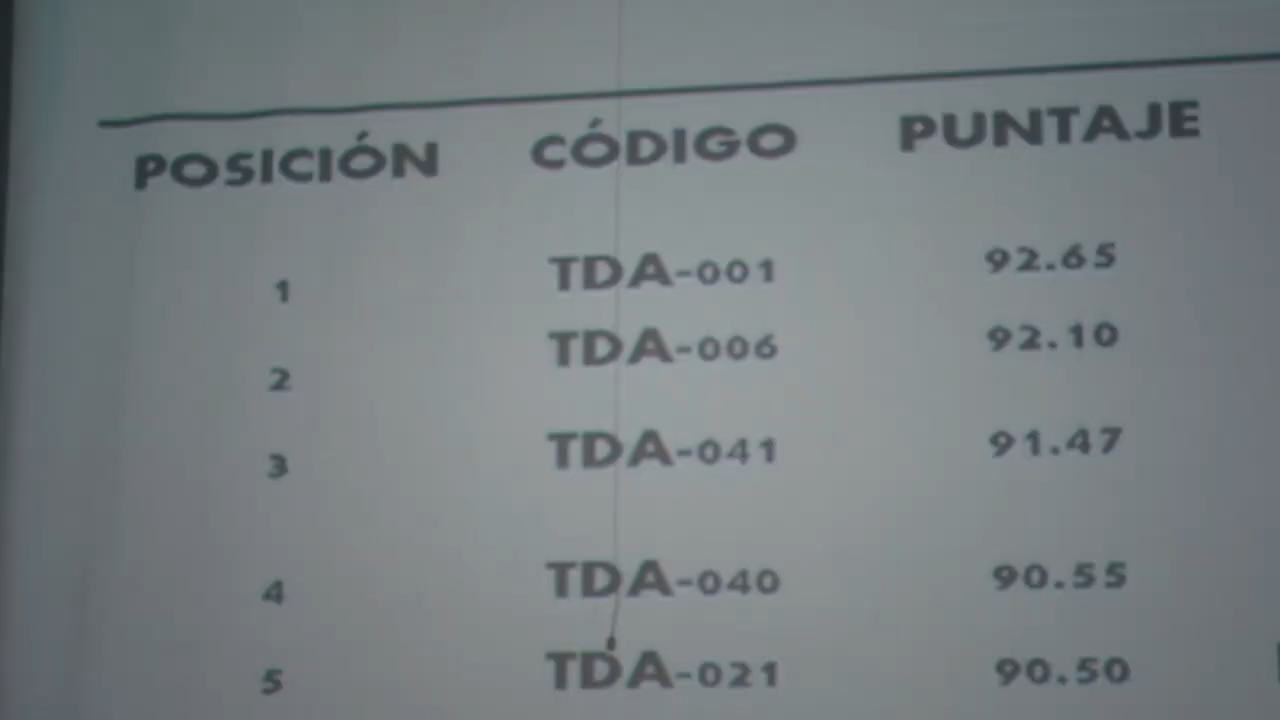 POSICIÓN CÓDIGO PUNTAJE
1 TDA-001 92.65
2 TDA-006 92.10
3 TDA-041 91.47
4 TDA-040 90.55
5 TDA-021 90.50